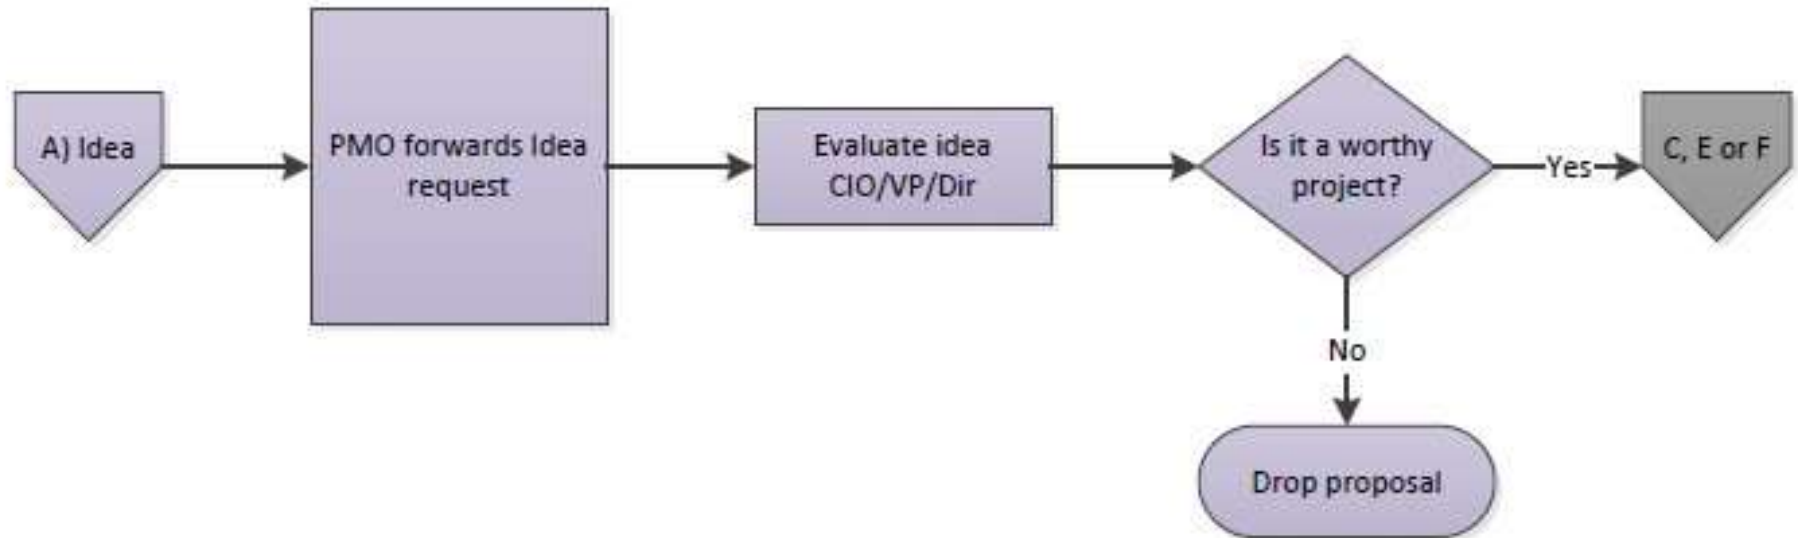 A) Idea
PMO forwards Idea
request
Evaluate idea
CIO/VP/Dir
Is it a worthy
project?
Yes
C, E or F
No
Drop proposal